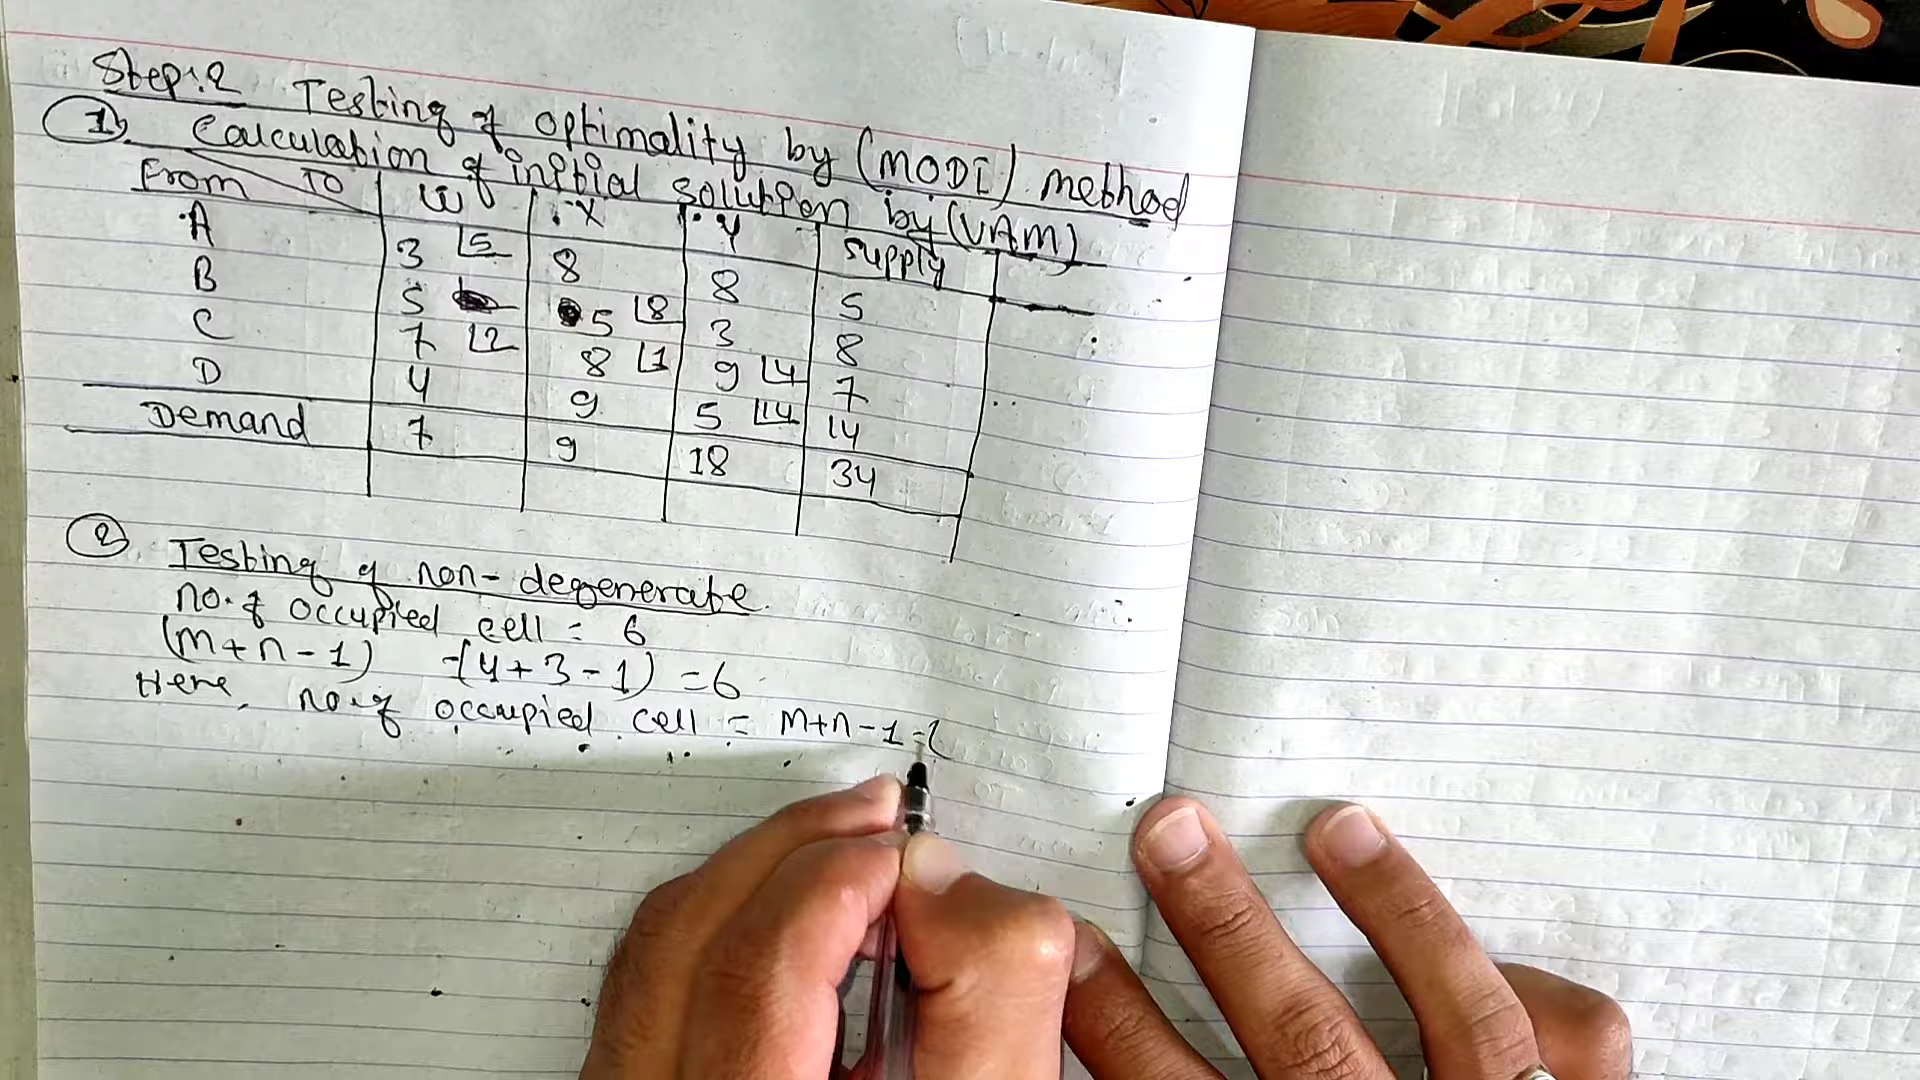 Step:2 Testing of optimality by (MODI) method
1). Calculation of initial solution by (VAM)
From TO W X Y Supply
A 3 5 8 8 5
B 5 5 8 3 8
C 7 2 8 1 9 4 7
D 4 9 5 14 14
Demand 7 9 18 34
2 Testing of non-degenerate.
no. of occupied cell = 6
(m+n-1) =(4+3-1) =6
Here, no. of occupied cell = m+n-1=